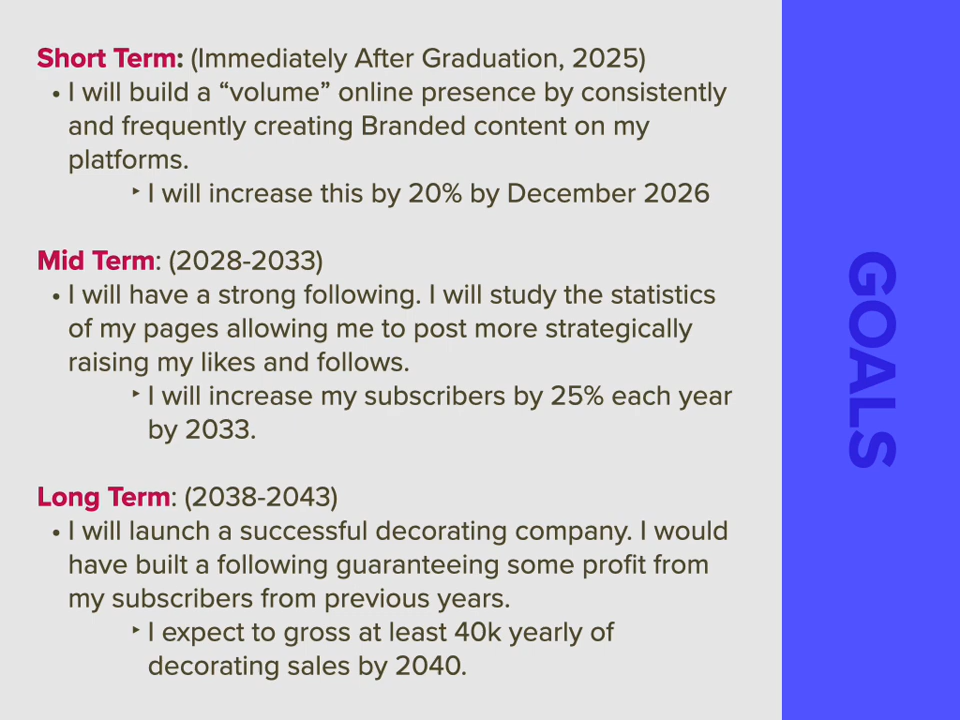 Short Term: (Immediately After Graduation, 2025)
• I will build a “volume” online presence by consistently
and frequently creating Branded content on my
platforms.
‣ I will increase this by 20% by December 2026
Mid Term: (2028-2033)
• I will have a strong following. I will study the statistics
of my pages allowing me to post more strategically
raising my likes and follows.
‣ I will increase my subscribers by 25% each year
by 2033.
Long Term: (2038-2043)
• I will launch a successful decorating company. I would
have built a following guaranteeing some profit from
my subscribers from previous years.
‣ I expect to gross at least 40k yearly of
decorating sales by 2040.
GOALS